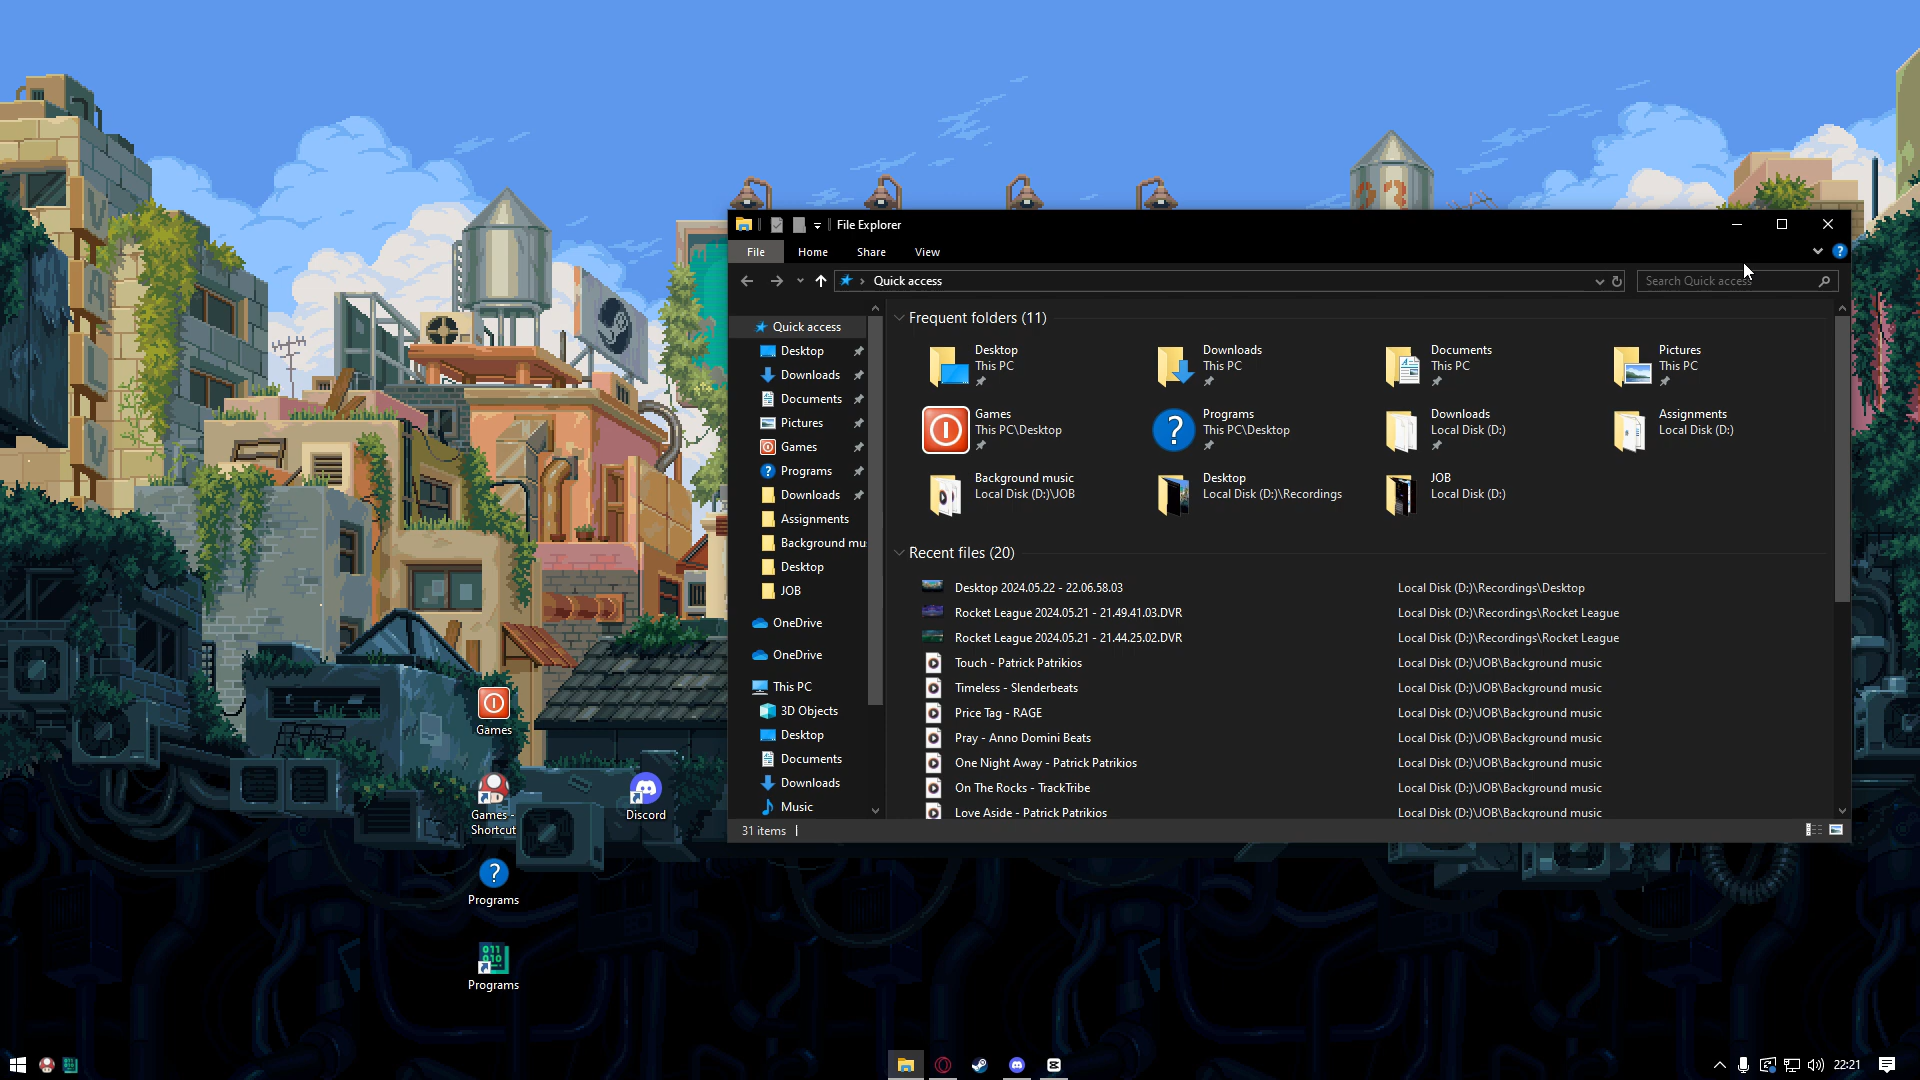 File Explorer
File
Home
Share
View
Quick access
Search Quick access
Quick access
Desktop
Downloads
Documents
Pictures
Games
Programs
Downloads
Assignments
Background mu
Desktop
JOB
OneDrive
OneDrive
This PC
3D Objects
Desktop
Documents
Downloads
Music
Frequent folders (11)
Desktop
This PC
Downloads
This PC
Documents
This PC
Pictures
This PC
Games
This PC\Desktop
Programs
This PC\Desktop
Downloads
Local Disk (D:)
Assignments
Local Disk (D:)
Background music
Local Disk (D:)\JOB
Desktop
Local Disk (D:)\Recordings
JOB
Local Disk (D:)
Recent files (20)
Desktop 2024.05.22 - 22.06.58.03 Local Disk (D:)\Recordings\Desktop
Rocket League 2024.05.21 - 21.49.41.03.DVR Local Disk (D:)\Recordings\Rocket League
Rocket League 2024.05.21 - 21.44.25.02.DVR Local Disk (D:)\Recordings\Rocket League
Touch - Patrick Patrikios Local Disk (D:)\JOB\Background music
Timeless - Slenderbeats Local Disk (D:)\JOB\Background music
Price Tag - RAGE Local Disk (D:)\JOB\Background music
Pray - Anno Domini Beats Local Disk (D:)\JOB\Background music
One Night Away - Patrick Patrikios Local Disk (D:)\JOB\Background music
On The Rocks - TrackTribe Local Disk (D:)\JOB\Background music
Love Aside - Patrick Patrikios Local Disk (D:)\JOB\Background music
31 items
Games
Games -
Shortcut
Discord
Programs
011
010
Programs
22:21